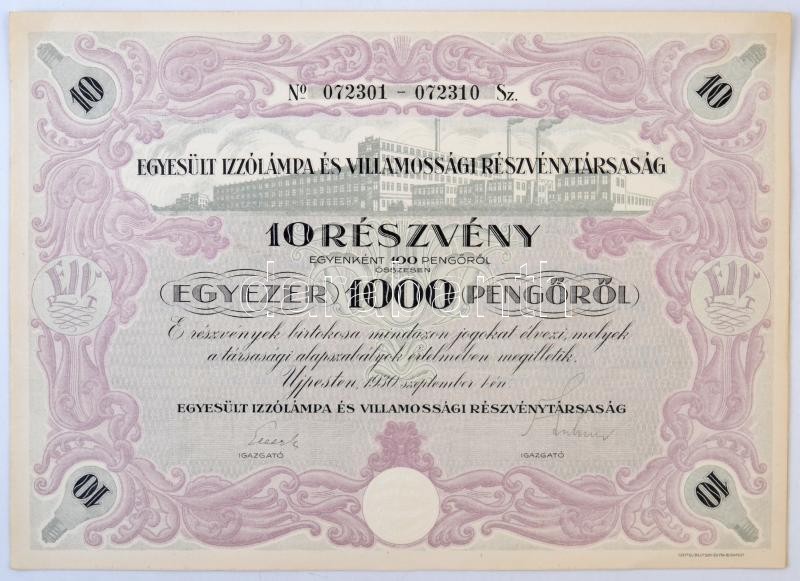 10
10
Nº 072301 - 072310 Sz.
EGYESÜLT IZZÓLÁMPA ÉS VILLAMOSSÁGI RÉSZVÉNYTÁRSASÁG
10 RÉSZVÉNY
EGYENKÉNT 100 PENGŐRŐL
ÖSSZESEN
EGYEZER 1000 PENGŐRŐL
E részvények birtokosa mindazon jogokat élvezi, melyek
a társasági alapszabályok értelmében megilletik.
Ujpesten, 1930 szeptember 1-én
EGYESÜLT IZZÓLÁMPA ÉS VILLAMOSSÁGI RÉSZVÉNYTÁRSASÁG
IGAZGATÓ
IGAZGATÓ
10
10